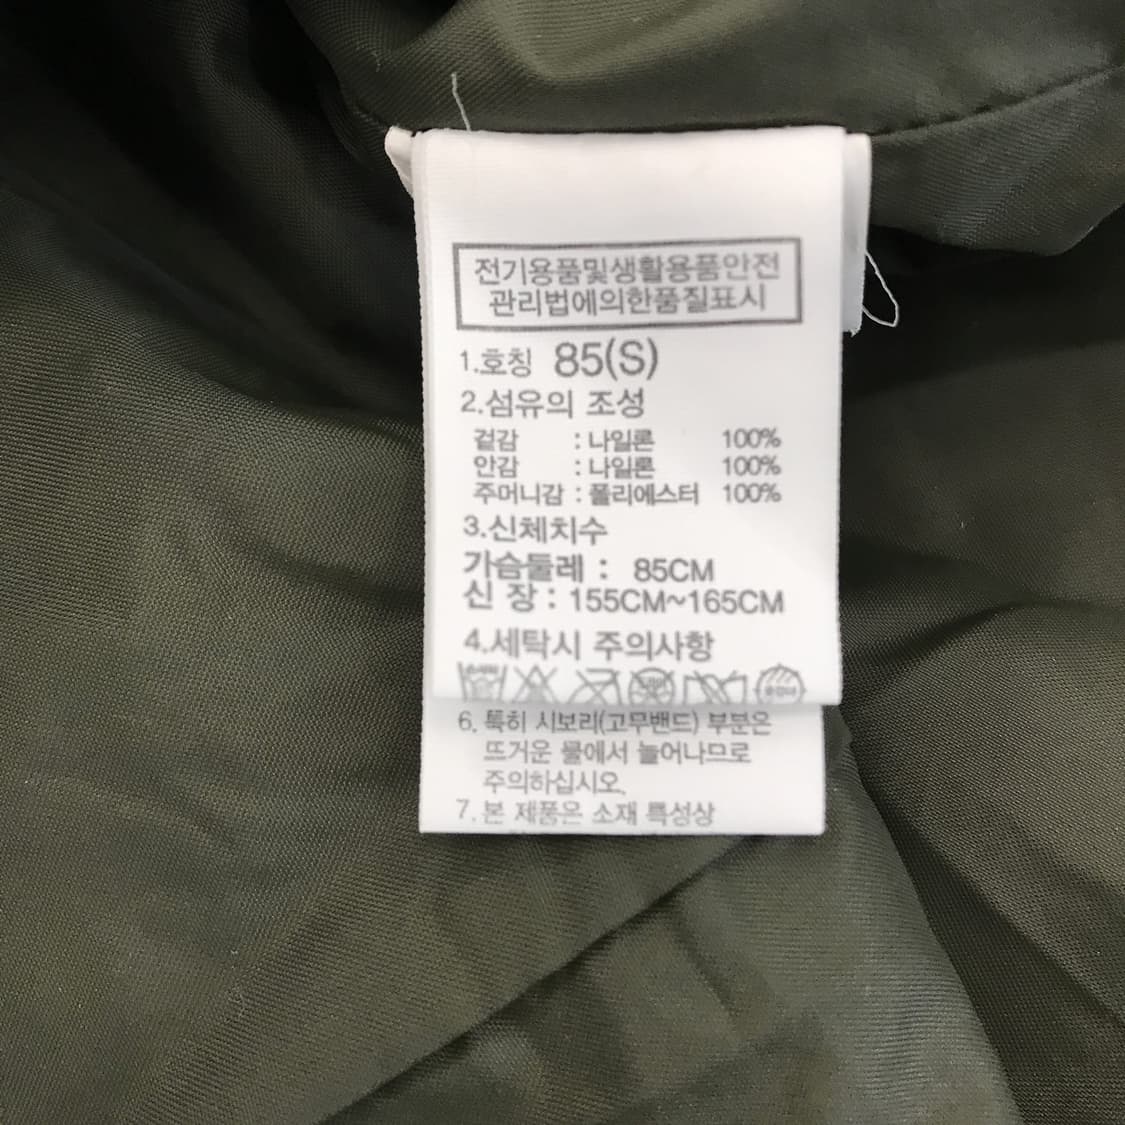 전기용품및생활용품안전
관리법에의한품질표시
1.호칭 85(S)
2.섬유의 조성
겉감 : 나일론 100%
안감 : 나일론 100%
주머니감 : 폴리에스터 100%
3.신체치수
가슴둘레 : 85CM
신 장 : 155CM~165CM
4.세탁시 주의사항
6. 특히 시보리(고무밴드) 부분은
뜨거운 물에서 늘어나므로
주의하십시오.
7. 본 제품은 소재 특성상